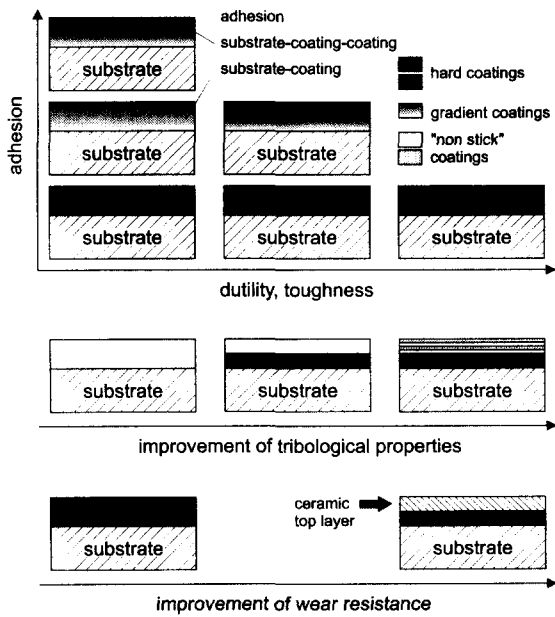 adhesion
substrate-coating-coating
substrate-coating
substrate
hard coatings
substrate
substrate
gradient coatings
"non stick"
coatings
adhesion
substrate
substrate
substrate
dutility, toughness
substrate
substrate
substrate
improvement of tribological properties
ceramic
top layer
substrate
substrate
improvement of wear resistance